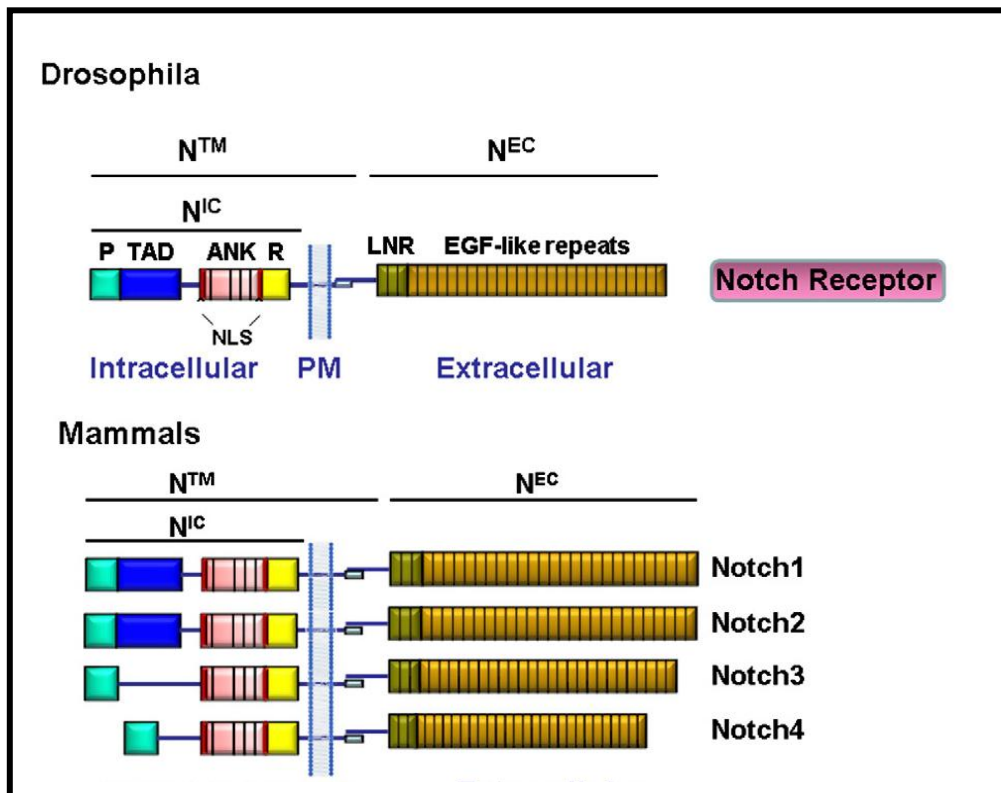 Drosophila
N^TM N^EC
N^IC
P TAD ANK R LNR EGF-like repeats
Notch Receptor
NLS
Intracellular PM Extracellular
Mammals
N^TM N^EC
N^IC
Notch1
Notch2
Notch3
Notch4